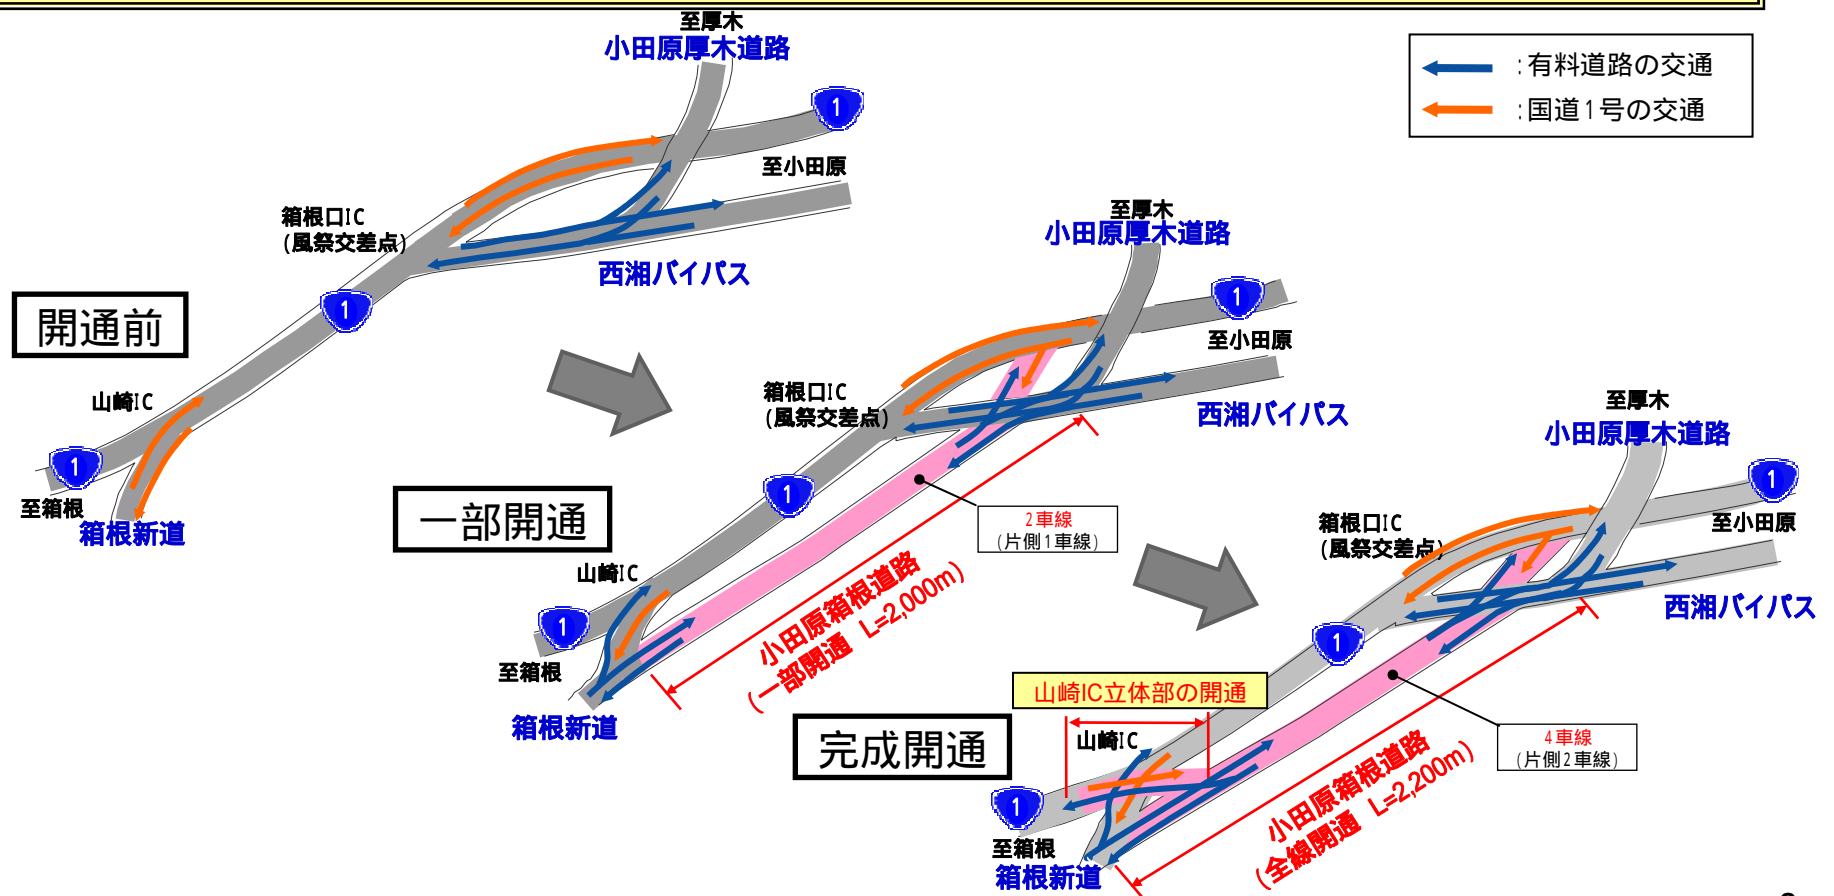 至厚木
小田原厚木道路
1
至小田原
箱根口IC
(風祭交差点)
西湘バイパス
1
開通前
山崎IC
1
至箱根
箱根新道
:有料道路の交通
:国道1号の交通
至厚木
小田原厚木道路
1
至小田原
箱根口IC
(風祭交差点)
西湘バイパス
1
一部開通
2車線
(片側1車線)
山崎IC
1
至箱根
箱根新道
小田原箱根道路
(一部開通 L=2,000m)
至厚木
小田原厚木道路
1
至小田原
箱根口IC
(風祭交差点)
西湘バイパス
1
山崎IC立体部の開通
完成開通
山崎IC
4車線
(片側2車線)
1
至箱根
箱根新道
小田原箱根道路
(全線開通 L=2,200m)